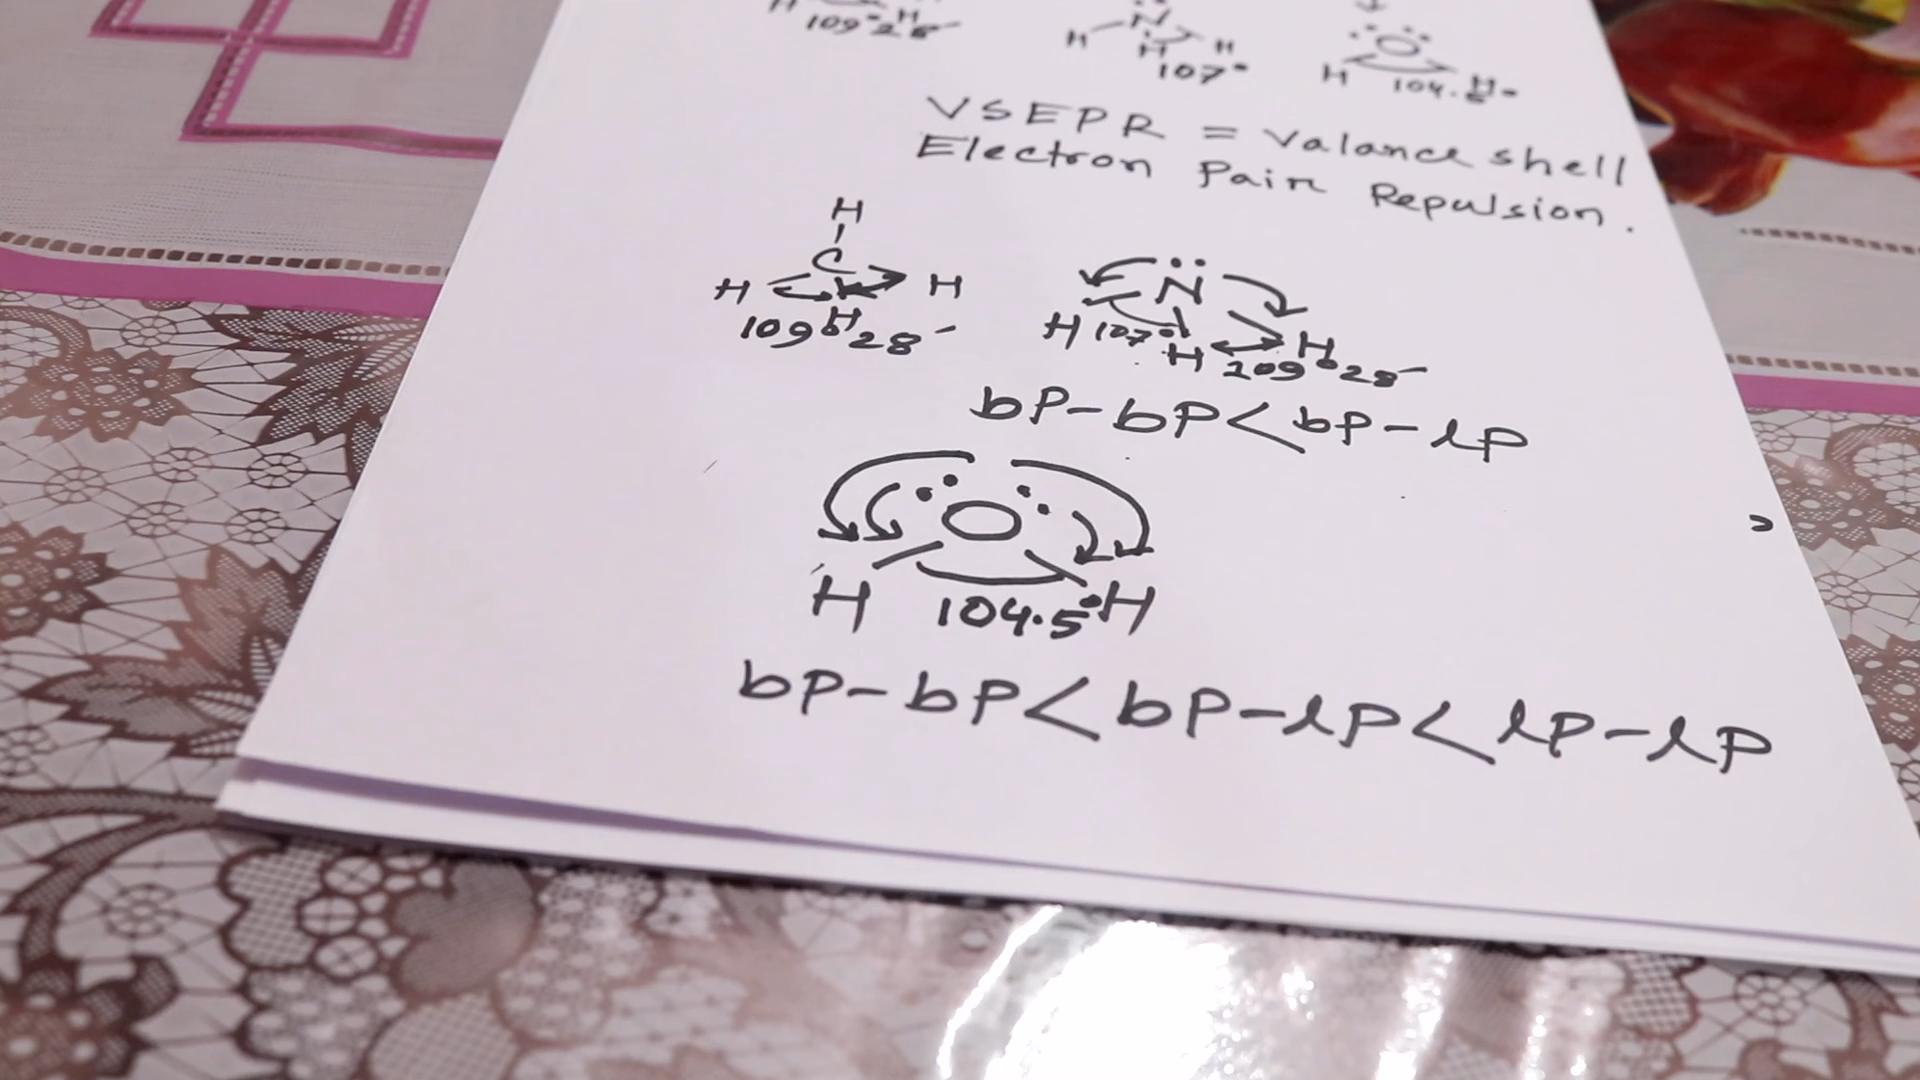 H H
109°28′
N
H H H
107°
O
H H
104.5°
VSEPR = Valance shell
Electron Pair Repulsion.
H
C
H H
H
109°28′
N
H 107° H
H 109°28′
bP-bP<bP-lP
O
H 104.5° H
bP-bP<bP-lP<lP-lP